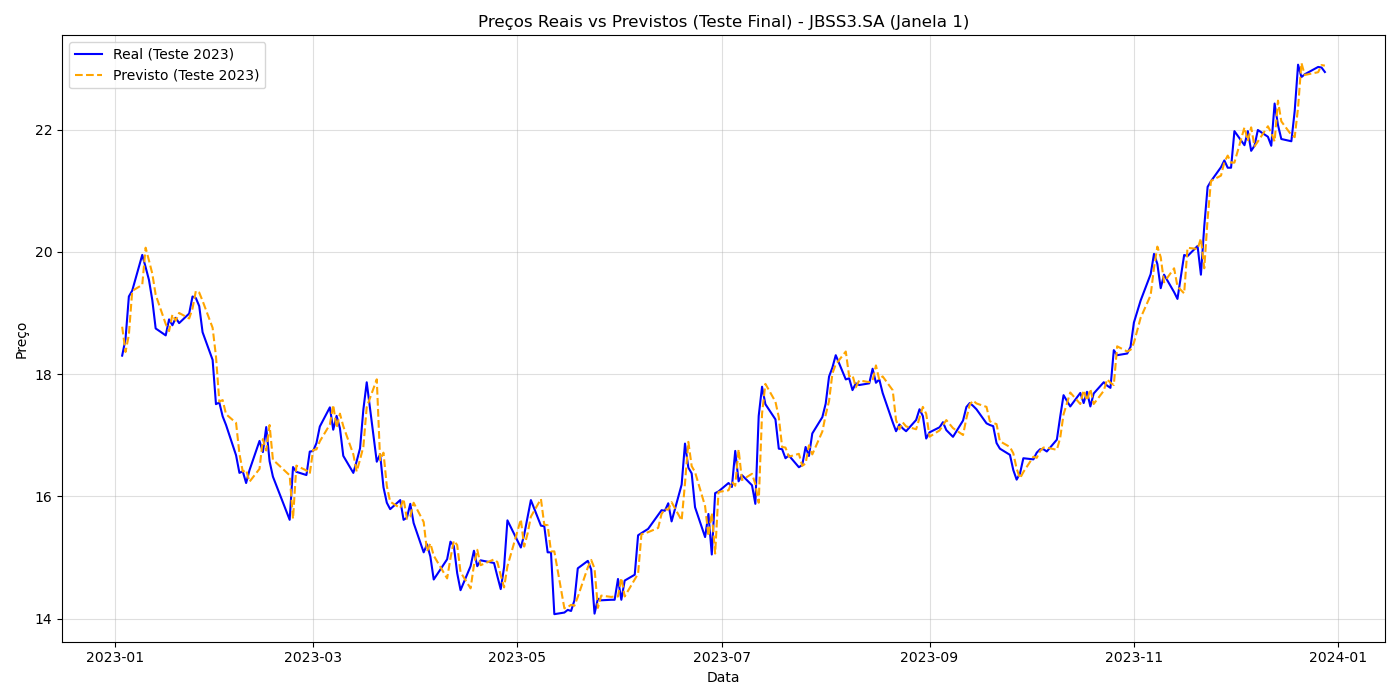 Preços Reais vs Previstos (Teste Final) - JBSS3.SA (Janela 1)
Real (Teste 2023)
Previsto (Teste 2023)
Preço
22
20
18
16
14
2023-01
2023-03
2023-05
2023-07
2023-09
2023-11
2024-01
Data